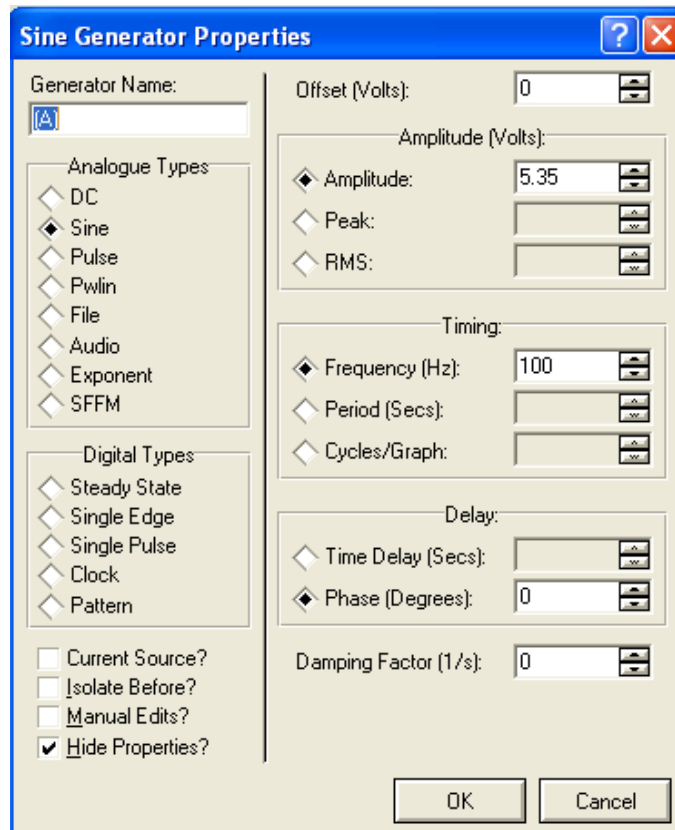 Sine Generator Properties
Generator Name:
(A)
Analogue Types
DC
Sine
Pulse
Pwlin
File
Audio
Exponent
SFFM
Digital Types
Steady State
Single Edge
Single Pulse
Clock
Pattern
Current Source?
Isolate Before?
Manual Edits?
Hide Properties?
Offset (Volts): 0
Amplitude (Volts):
Amplitude: 5.35
Peak:
RMS:
Timing:
Frequency (Hz): 100
Period (Secs):
Cycles/Graph:
Delay:
Time Delay (Secs):
Phase (Degrees): 0
Damping Factor (1/s): 0
OK Cancel